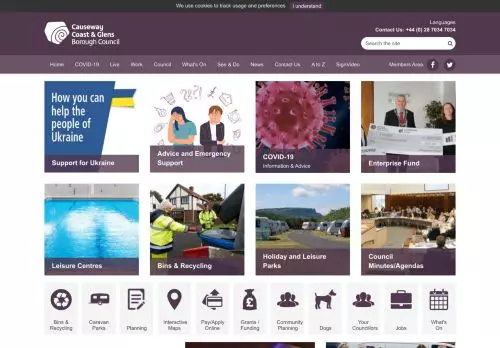 We use cookies to track usage and preferences I understand
Causeway
Coast & Glens
Borough Council
Languages
Contact Us: +44 (0) 28 7034 7034
Search the site
Home COVID-19 Live Work Council What's On See & Do News Contact Us A to Z SignVideo Members Area
How you can
help the
people of
Ukraine
Support for Ukraine
Advice and Emergency
Support
COVID-19
Information & Advice
Enterprise Fund
Leisure Centres
Bins & Recycling
Holiday and Leisure
Parks
Council
Minutes/Agendas
Bins &
Recycling
Caravan
Parks
Planning
Interactive
Maps
Pay/Apply
Online
Grants /
Funding
Community
Planning
Dogs
Your
Councillors
Jobs
What's
On